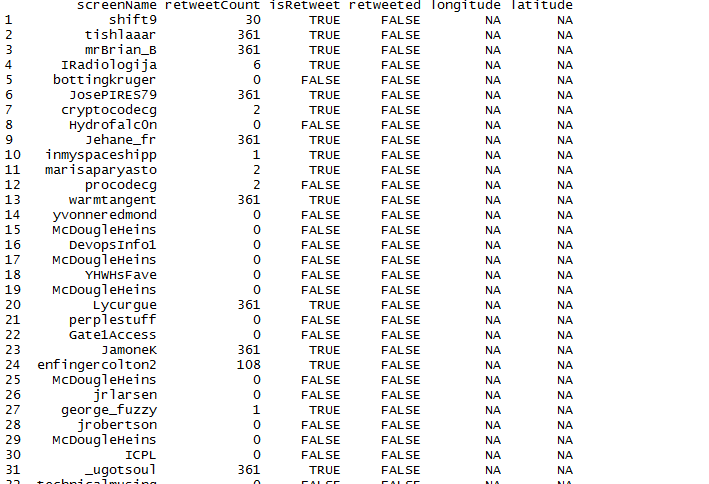 screenName retweetCount isRetweet retweeted longitude latitude
1 shift9 30 TRUE FALSE NA NA
2 tishlaaar 361 TRUE FALSE NA NA
3 mrBrian_B 361 TRUE FALSE NA NA
4 IRadiologija 6 TRUE FALSE NA NA
5 bottingkruger 0 FALSE FALSE NA NA
6 JosePIRES79 361 TRUE FALSE NA NA
7 cryptocodecg 2 TRUE FALSE NA NA
8 Hydrofalc0n 0 FALSE FALSE NA NA
9 Jehane_fr 361 TRUE FALSE NA NA
10 inmyspaceshipp 1 TRUE FALSE NA NA
11 marisaparyasto 2 TRUE FALSE NA NA
12 procodecg 2 FALSE FALSE NA NA
13 warmtangent 361 TRUE FALSE NA NA
14 yvonneredmond 0 FALSE FALSE NA NA
15 McDougleHeins 0 FALSE FALSE NA NA
16 DevopsInfo1 0 FALSE FALSE NA NA
17 McDougleHeins 0 FALSE FALSE NA NA
18 YHWHsFave 0 FALSE FALSE NA NA
19 McDougleHeins 0 FALSE FALSE NA NA
20 Lycurgue 361 TRUE FALSE NA NA
21 perplestuff 0 FALSE FALSE NA NA
22 Gate1Access 0 FALSE FALSE NA NA
23 JamoneK 361 TRUE FALSE NA NA
24 enfingercolton2 108 TRUE FALSE NA NA
25 McDougleHeins 0 FALSE FALSE NA NA
26 jrlarsen 0 FALSE FALSE NA NA
27 george_fuzzy 1 TRUE FALSE NA NA
28 jrobertson 0 FALSE FALSE NA NA
29 McDougleHeins 0 FALSE FALSE NA NA
30 ICPL 0 FALSE FALSE NA NA
31 _ugotsoul 361 TRUE FALSE NA NA